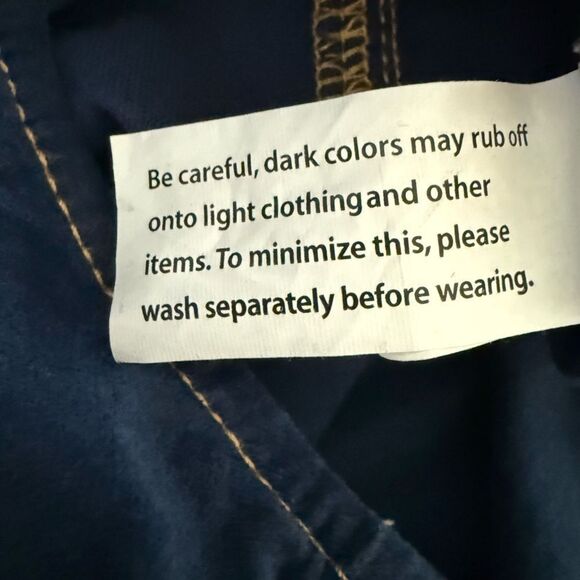 Be careful, dark colors may rub off
onto light clothing and other
items. To minimize this, please
wash separately before wearing.